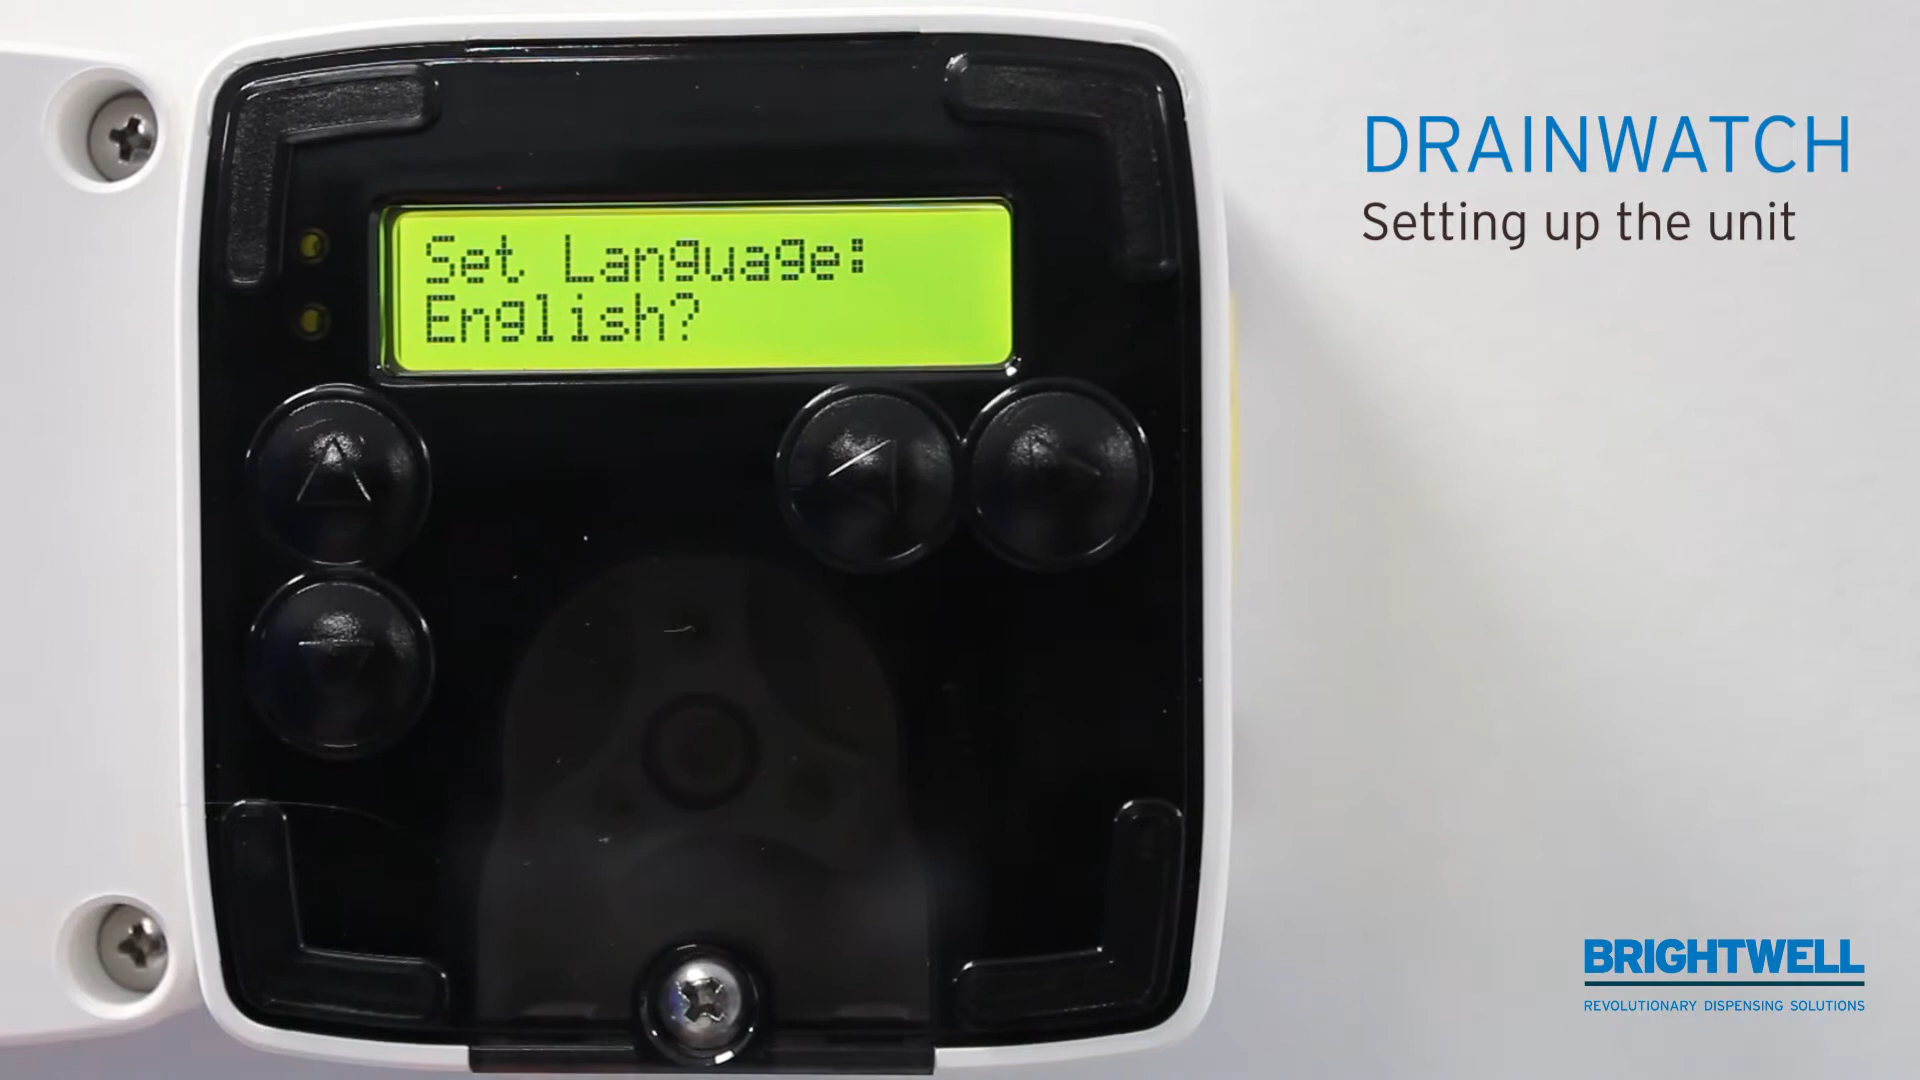 Set Language:
English?
DRAINWATCH
Setting up the unit
BRIGHTWELL
REVOLUTIONARY DISPENSING SOLUTIONS